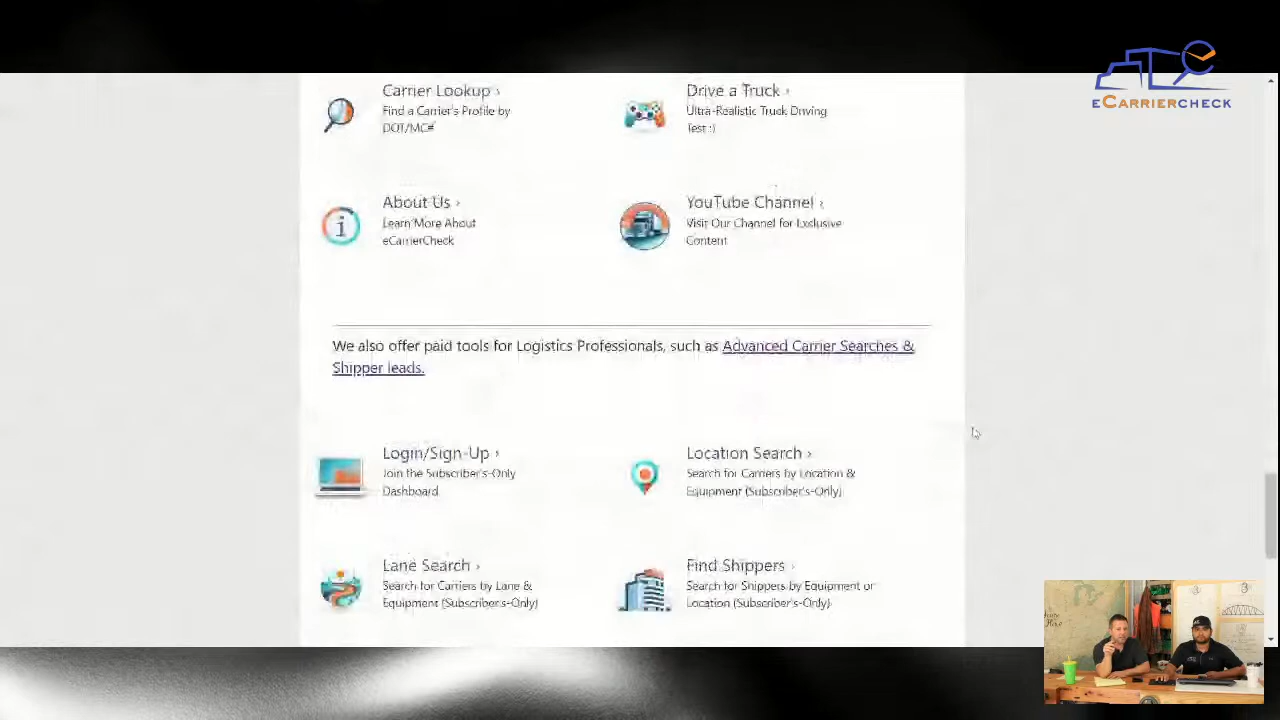 eCarrierCheck
Carrier Lookup ›
Find a Carrier's Profile by
DOT/MC#
Drive a Truck ›
Ultra-Realistic Truck Driving
Test :)
About Us ›
Learn More About
eCarrierCheck
YouTube Channel ›
Visit Our Channel for Exclusive
Content
We also offer paid tools for Logistics Professionals, such as Advanced Carrier Searches &
Shipper leads.
Login/Sign-Up ›
Join the Subscriber's-Only
Dashboard
Location Search ›
Search for Carriers by Location &
Equipment (Subscriber's-Only)
Lane Search ›
Search for Carriers by Lane &
Equipment (Subscriber's-Only)
Find Shippers ›
Search for Shippers by Equipment or
Location (Subscriber's-Only)